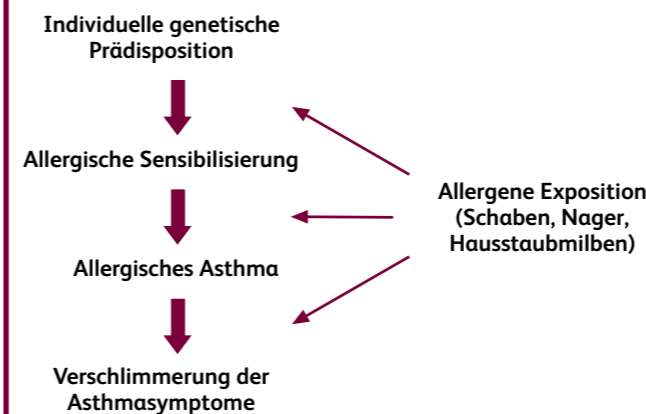 Individuelle genetische
Prädisposition
Allergische Sensibilisierung
Allergisches Asthma
Verschlimmerung der
Asthmasymptome
Allergene Exposition
(Schaben, Nager,
Hausstaubmilben)